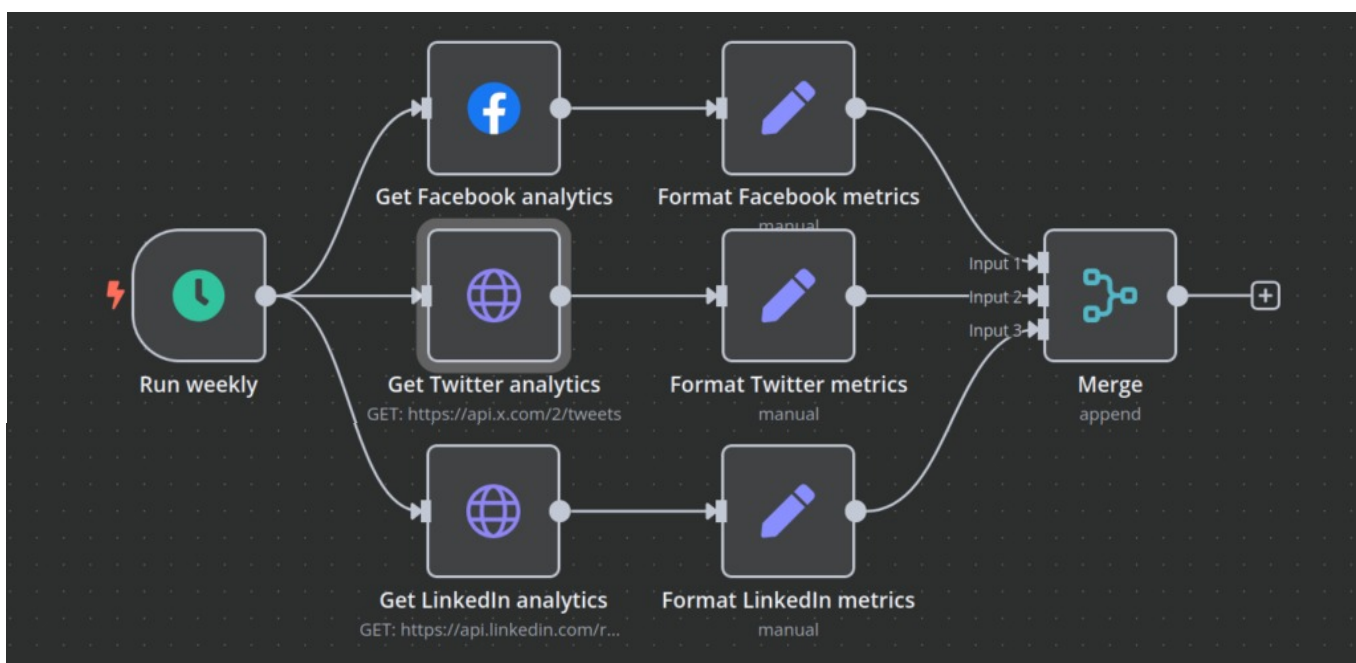 Get Facebook analytics
Format Facebook metrics
manual
Run weekly
Get Twitter analytics
GET: https://api.x.com/2/tweets
Format Twitter metrics
manual
Input 1
Input 2
Input 3
Merge
append
Get LinkedIn analytics
GET: https://api.linkedin.com/r...
Format LinkedIn metrics
manual